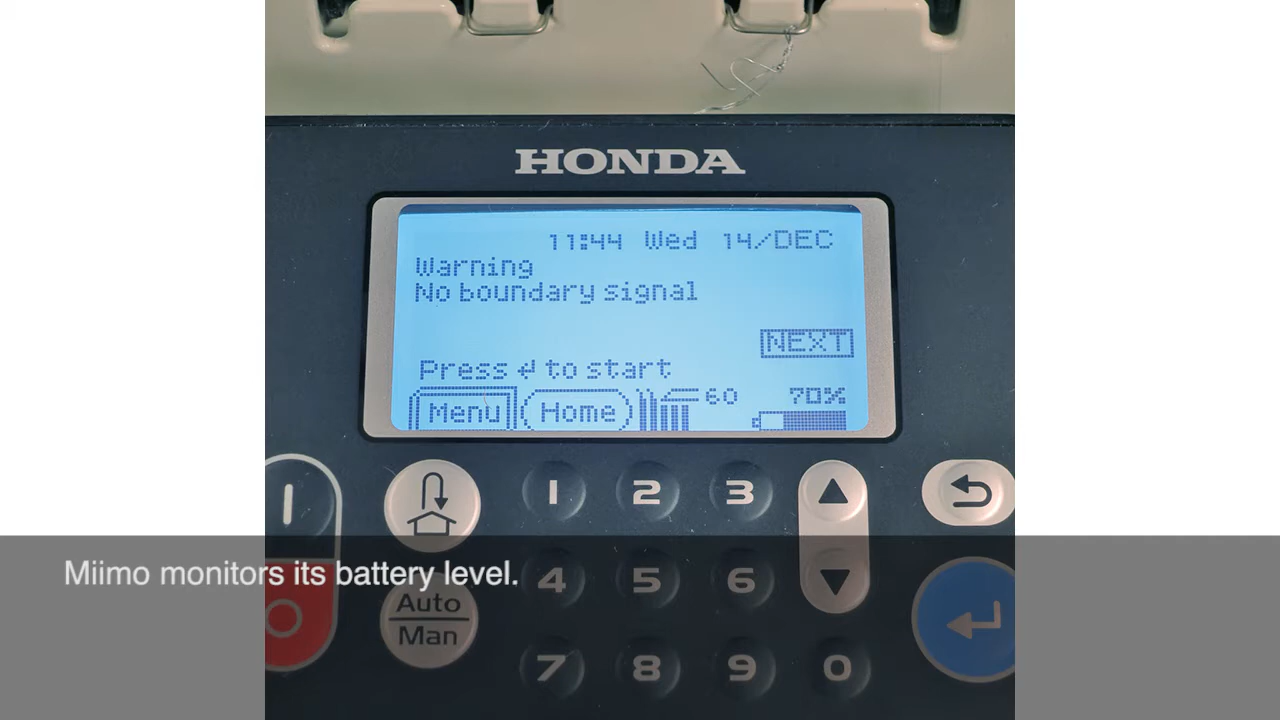 HONDA
11:44 Wed 14/DEC
Warning
No boundary signal
NEXT
Press ↲ to start
Menu Home 60 70%
1 2 3
Miimo monitors its battery level.
4 5 6
Auto
Man
7 8 9 0